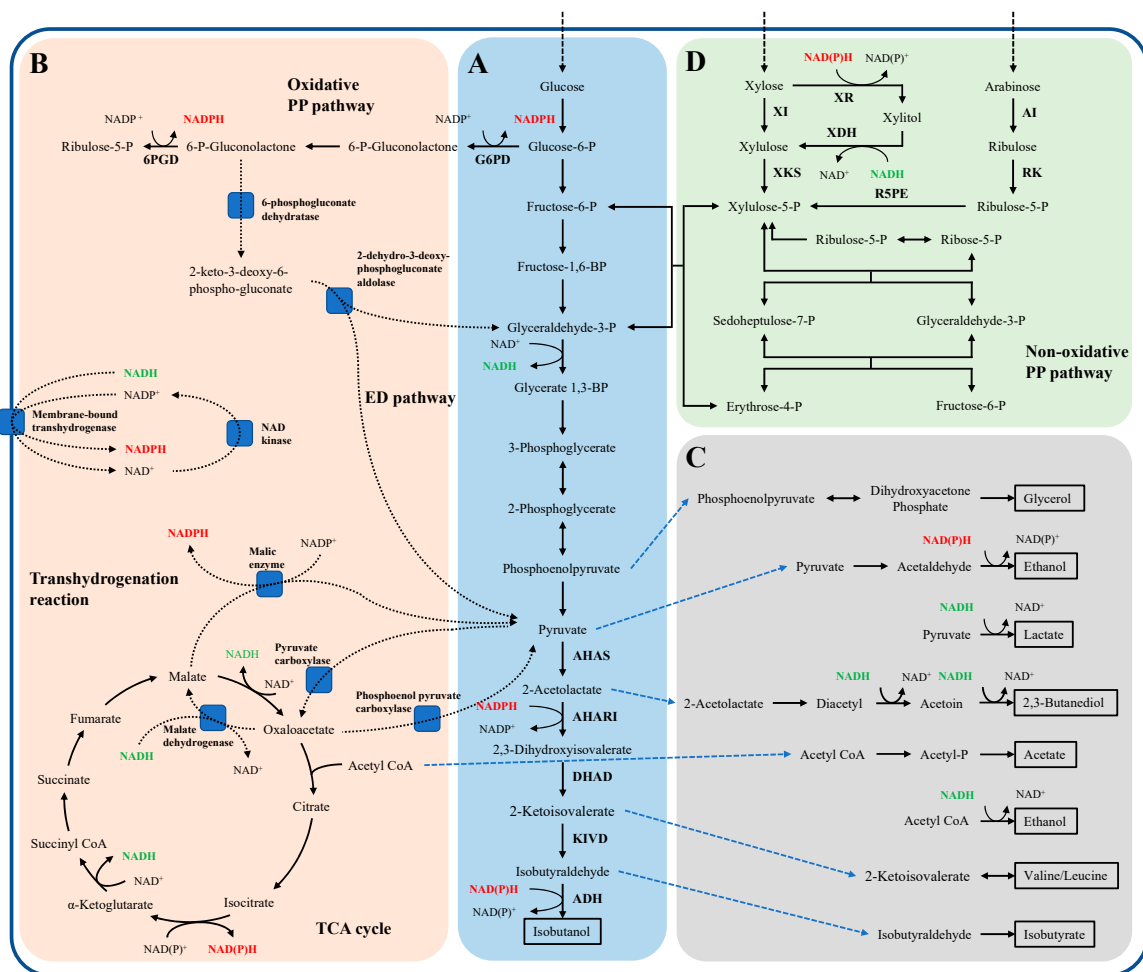 B
Oxidative
PP pathway
NADP⁺
NADPH
Ribulose-5-P
6PGD
6-P-Gluconolactone
6-P-Gluconolactone
NADP⁺
NADPH
G6PD
6-phosphogluconate
dehydratase
2-keto-3-deoxy-6-
phospho-gluconate
2-dehydro-3-deoxy-
phosphogluconate
aldolase
ED pathway
NADH
NADP⁺
Membrane-bound
transhydrogenase
NADPH
NAD⁺
NAD
kinase
NADPH
Malic
enzyme
NADP⁺
Transhydrogenation
reaction
NADH
Pyruvate
carboxylase
Malate
NAD⁺
Phosphoenol pyruvate
carboxylase
Fumarate
Malate
dehydrogenase
Oxaloacetate
NADH
NAD⁺
Acetyl CoA
Succinate
Citrate
Succinyl CoA
NADH
NAD⁺
α-Ketoglutarate
Isocitrate
NAD(P)⁺
NAD(P)H
TCA cycle
A
Glucose
Glucose-6-P
Fructose-6-P
Fructose-1,6-BP
Glyceraldehyde-3-P
NAD⁺
NADH
Glycerate 1,3-BP
3-Phosphoglycerate
2-Phosphoglycerate
Phosphoenolpyruvate
Pyruvate
AHAS
2-Acetolactate
NADPH
AHARI
NADP⁺
2,3-Dihydroxyisovalerate
DHAD
2-Ketoisovalerate
KIVD
Isobutyraldehyde
NAD(P)H
ADH
NAD(P)⁺
Isobutanol
D
NAD(P)H
NAD(P)⁺
Xylose
XR
Arabinose
XI
Xylitol
AI
XDH
Xylulose
Ribulose
NAD⁺
NADH
XKS
RK
R5PE
Xylulose-5-P
Ribulose-5-P
Ribulose-5-P
Ribose-5-P
Sedoheptulose-7-P
Glyceraldehyde-3-P
Non-oxidative
PP pathway
Erythrose-4-P
Fructose-6-P
C
Phosphoenolpyruvate
Dihydroxyacetone
Phosphate
Glycerol
NAD(P)H
NAD(P)⁺
Pyruvate
Acetaldehyde
Ethanol
NADH
NAD⁺
Pyruvate
Lactate
NADH
NAD⁺
NADH
NAD⁺
2-Acetolactate
Diacetyl
Acetoin
2,3-Butanediol
Acetyl CoA
Acetyl-P
Acetate
NADH
NAD⁺
Acetyl CoA
Ethanol
2-Ketoisovalerate
Valine/Leucine
Isobutyraldehyde
Isobutyrate